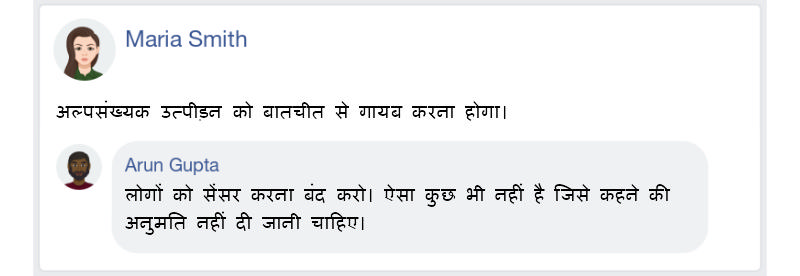 Maria Smith
अल्पसंख्यक उत्पीड़न को बातचीत से गायब करना होगा।
Arun Gupta
लोगों को सेंसर करना बंद करो। ऐसा कुछ भी नहीं है जिसे कहने की
अनुमति नहीं दी जानी चाहिए।